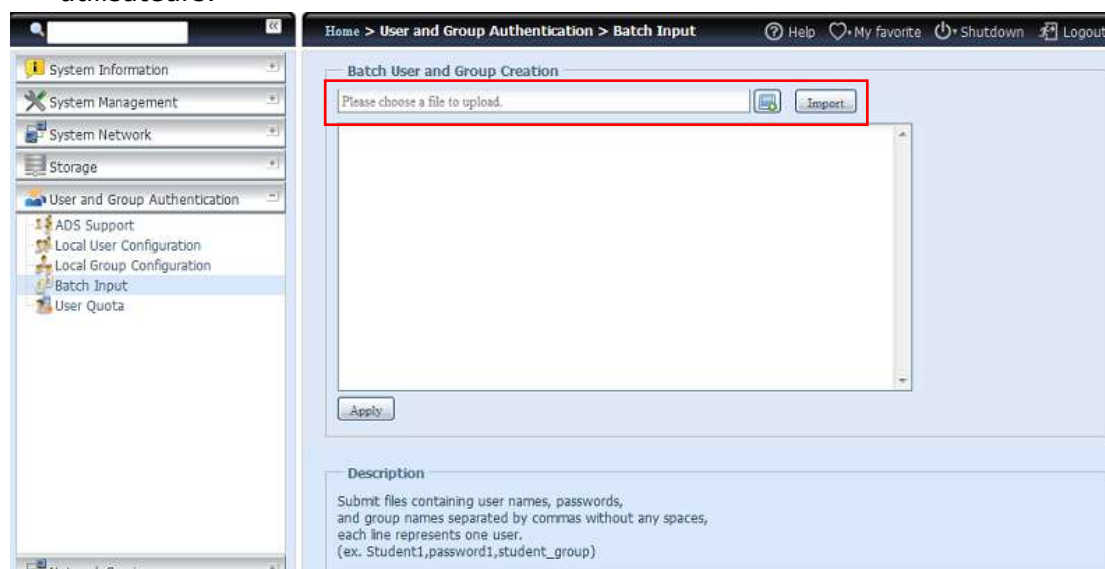 utilisateurs.
Home > User and Group Authentication > Batch Input
Help My favorite Shutdown Logout
System Information
System Management
System Network
Storage
User and Group Authentication
ADS Support
Local User Configuration
Local Group Configuration
Batch Input
User Quota
Batch User and Group Creation
Please choose a file to upload.
Import
Apply
Description
Submit files containing user names, passwords,
and group names separated by commas without any spaces,
each line represents one user.
(ex. Student1,password1,student_group)